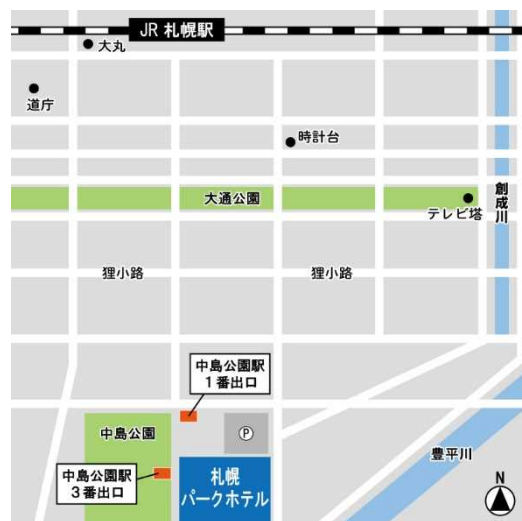 JR 札幌駅
大丸
道庁
時計台
大通公園
テレビ塔
創成川
狸小路
狸小路
中島公園駅
1番出口
中島公園
P
豊平川
中島公園駅
3番出口
札幌
パークホテル
N